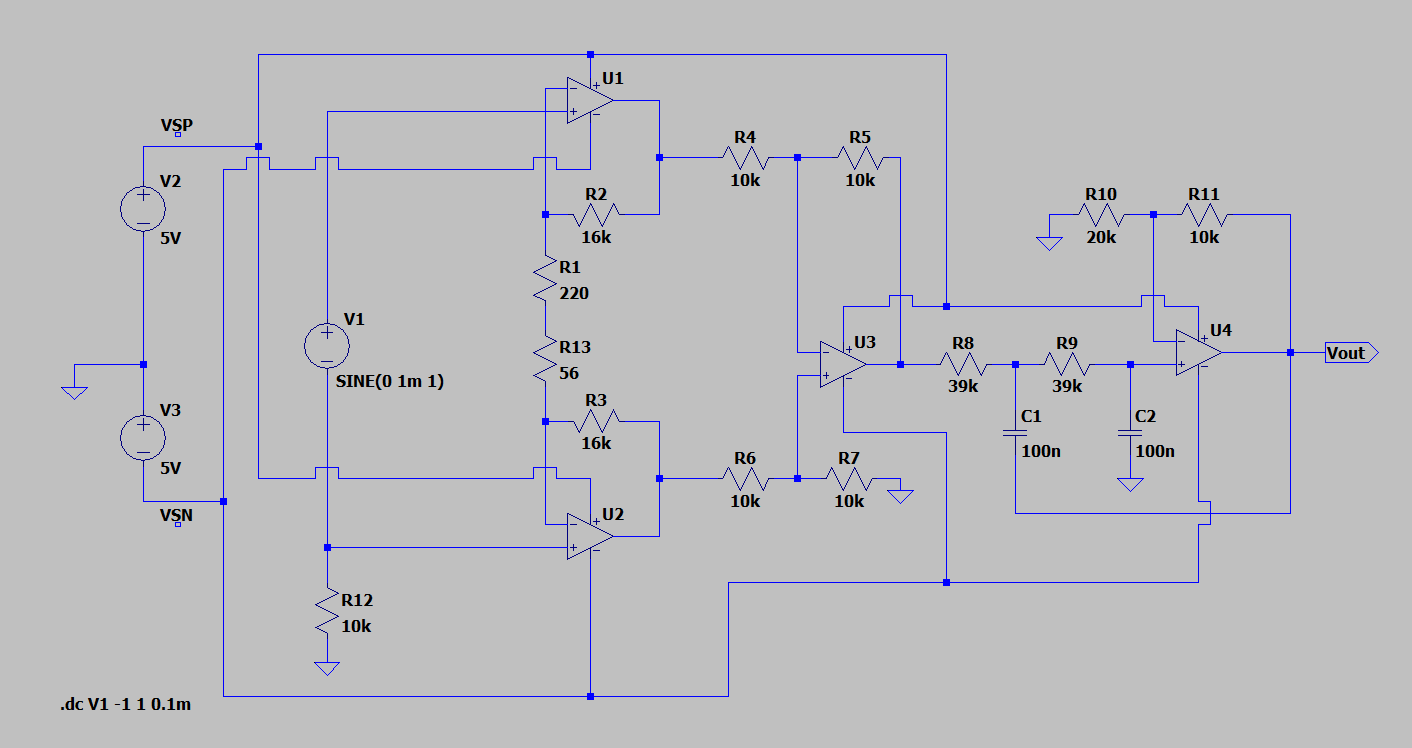 U1
VSP
R4
R5
V2
10k
10k
R2
R10
R11
5V
16k
20k
10k
R1
220
V1
U4
R13
U3
R8
R9
Vout
56
SINE(0 1m 1)
39k
39k
R3
V3
C1
C2
16k
100n
100n
5V
R6
R7
10k
10k
VSN
U2
R12
10k
.dc V1 -1 1 0.1m